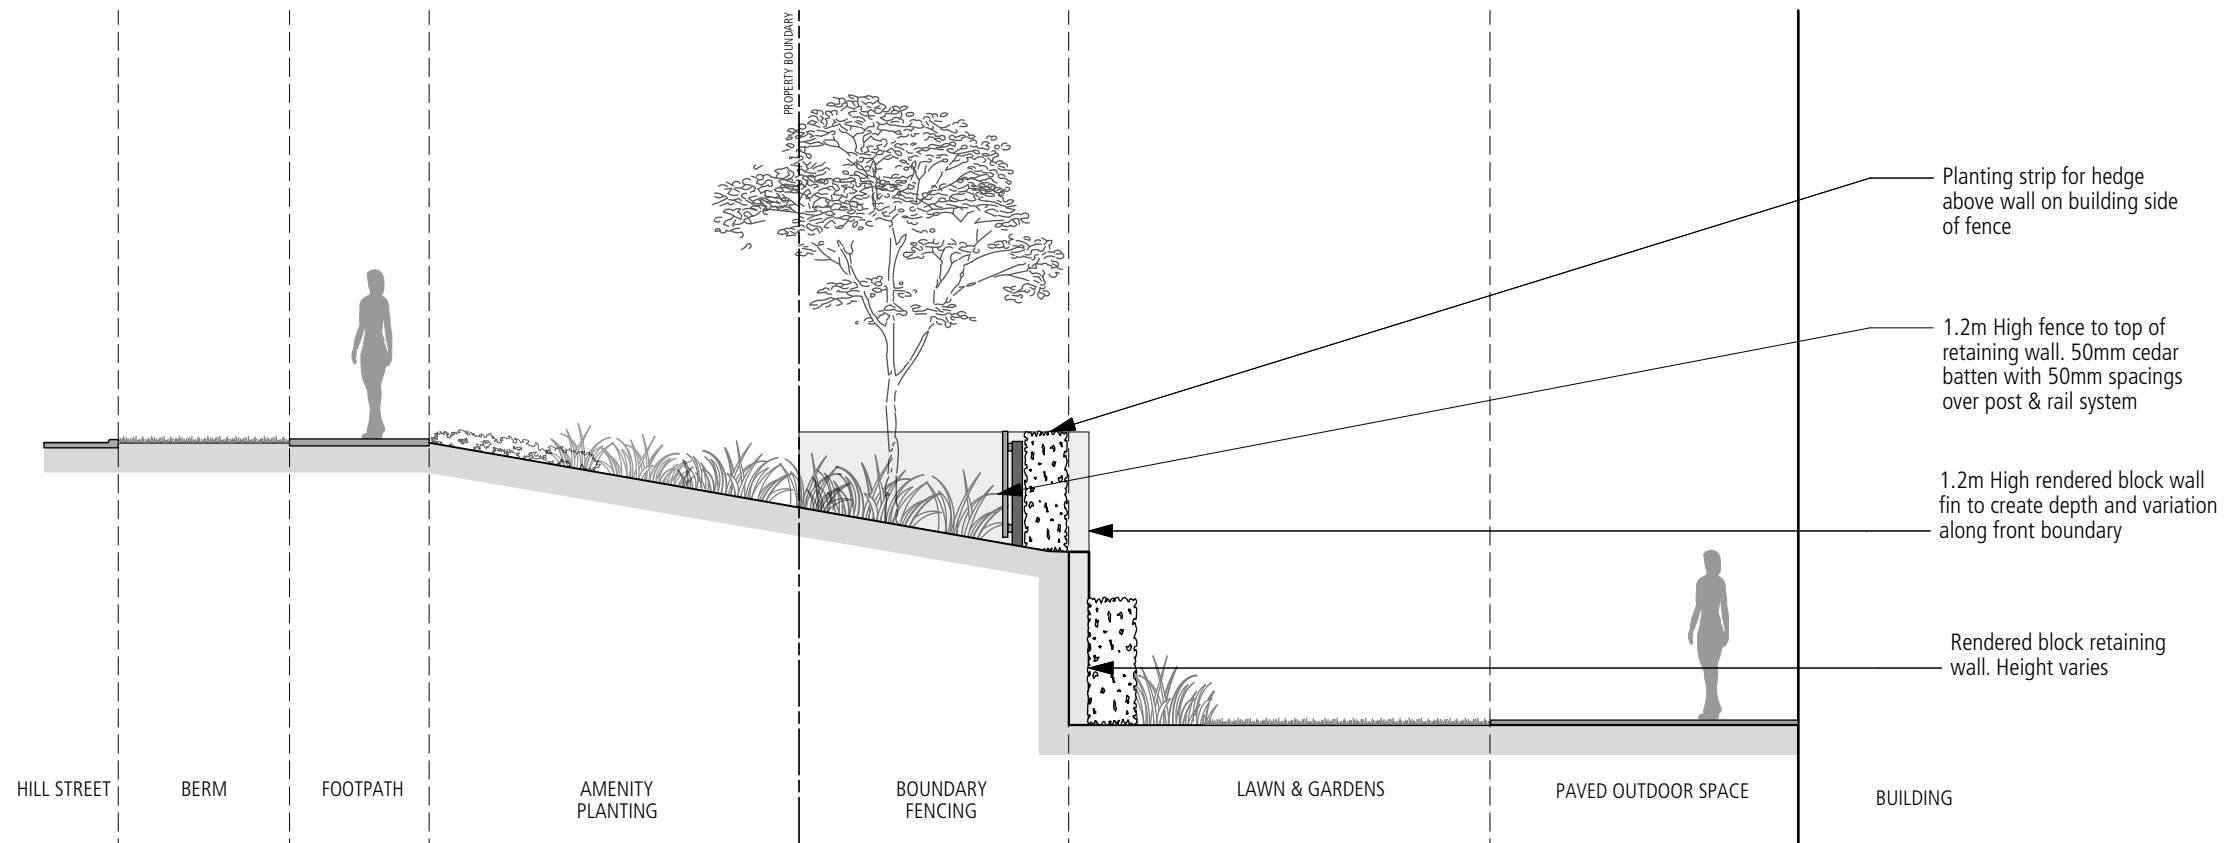 PROPERTY BOUNDARY
Planting strip for hedge
above wall on building side
of fence
1.2m High fence to top of
retaining wall. 50mm cedar
batten with 50mm spacings
over post & rail system
1.2m High rendered block wall
fin to create depth and variation
along front boundary
Rendered block retaining
wall. Height varies
HILL STREET
BERM
FOOTPATH
AMENITY
PLANTING
BOUNDARY
FENCING
LAWN & GARDENS
PAVED OUTDOOR SPACE
BUILDING